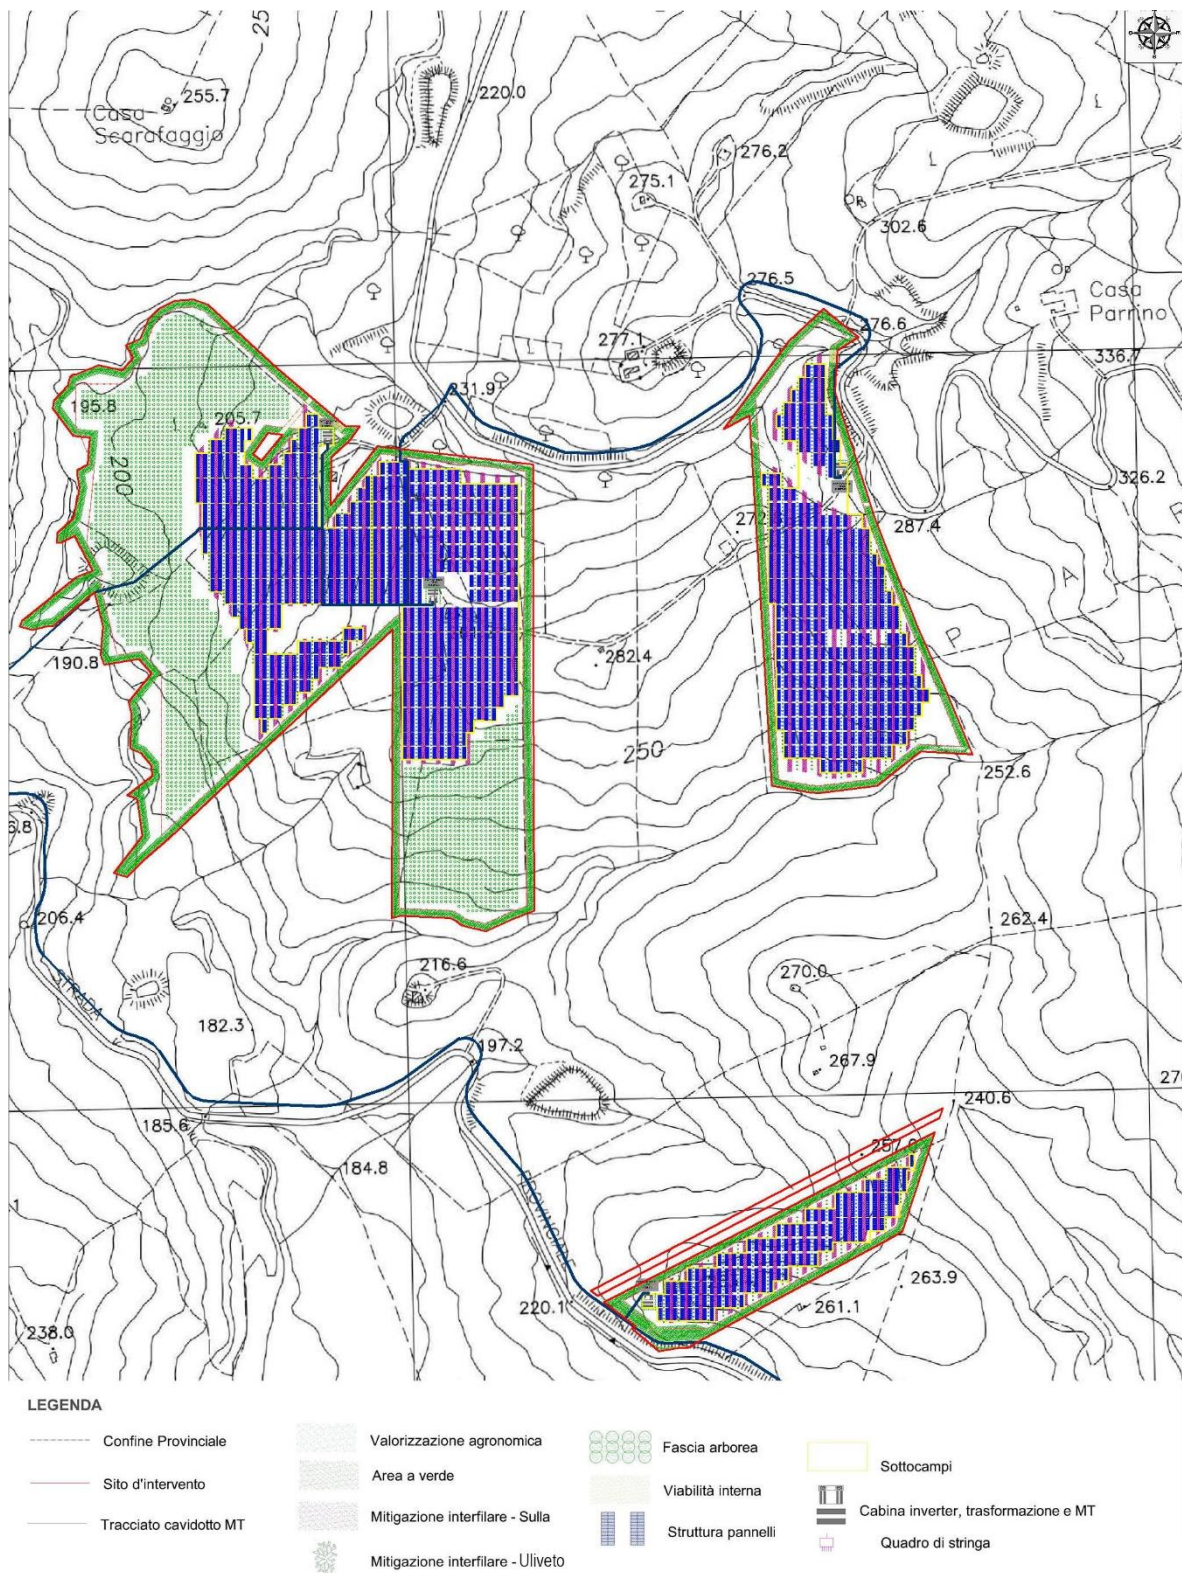 255.7
Casa
Scarafaggio
220.0
276.2
275.1
302.6
276.5
Casa
Parrino
276.6
277.1
336.7
231.9
195.8
205.7
200
326.2
287.4
272.
A
P
190.8
282.4
250
252.6
206.4
262.4
STRADA
216.6
270.0
182.3
197.2
267.9
240.6
185.6
184.8
257.
PROVINCIALE
263.9
220.1
261.1
238.0
LEGENDA
Confine Provinciale
Sito d'intervento
Tracciato cavidotto MT
Valorizzazione agronomica
Area a verde
Mitigazione interfilare - Sulla
Mitigazione interfilare - Uliveto
Fascia arborea
Viabilità interna
Struttura pannelli
Sottocampi
Cabina inverter, trasformazione e MT
Quadro di stringa